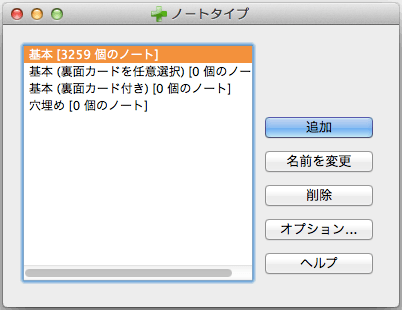 ノートタイプ
基本 [3259 個のノート]
基本 (裏面カードを任意選択) [0 個のノー
基本 (裏面カード付き) [0 個のノート]
穴埋め [0 個のノート]
追加
名前を変更
削除
オプション...
ヘルプ